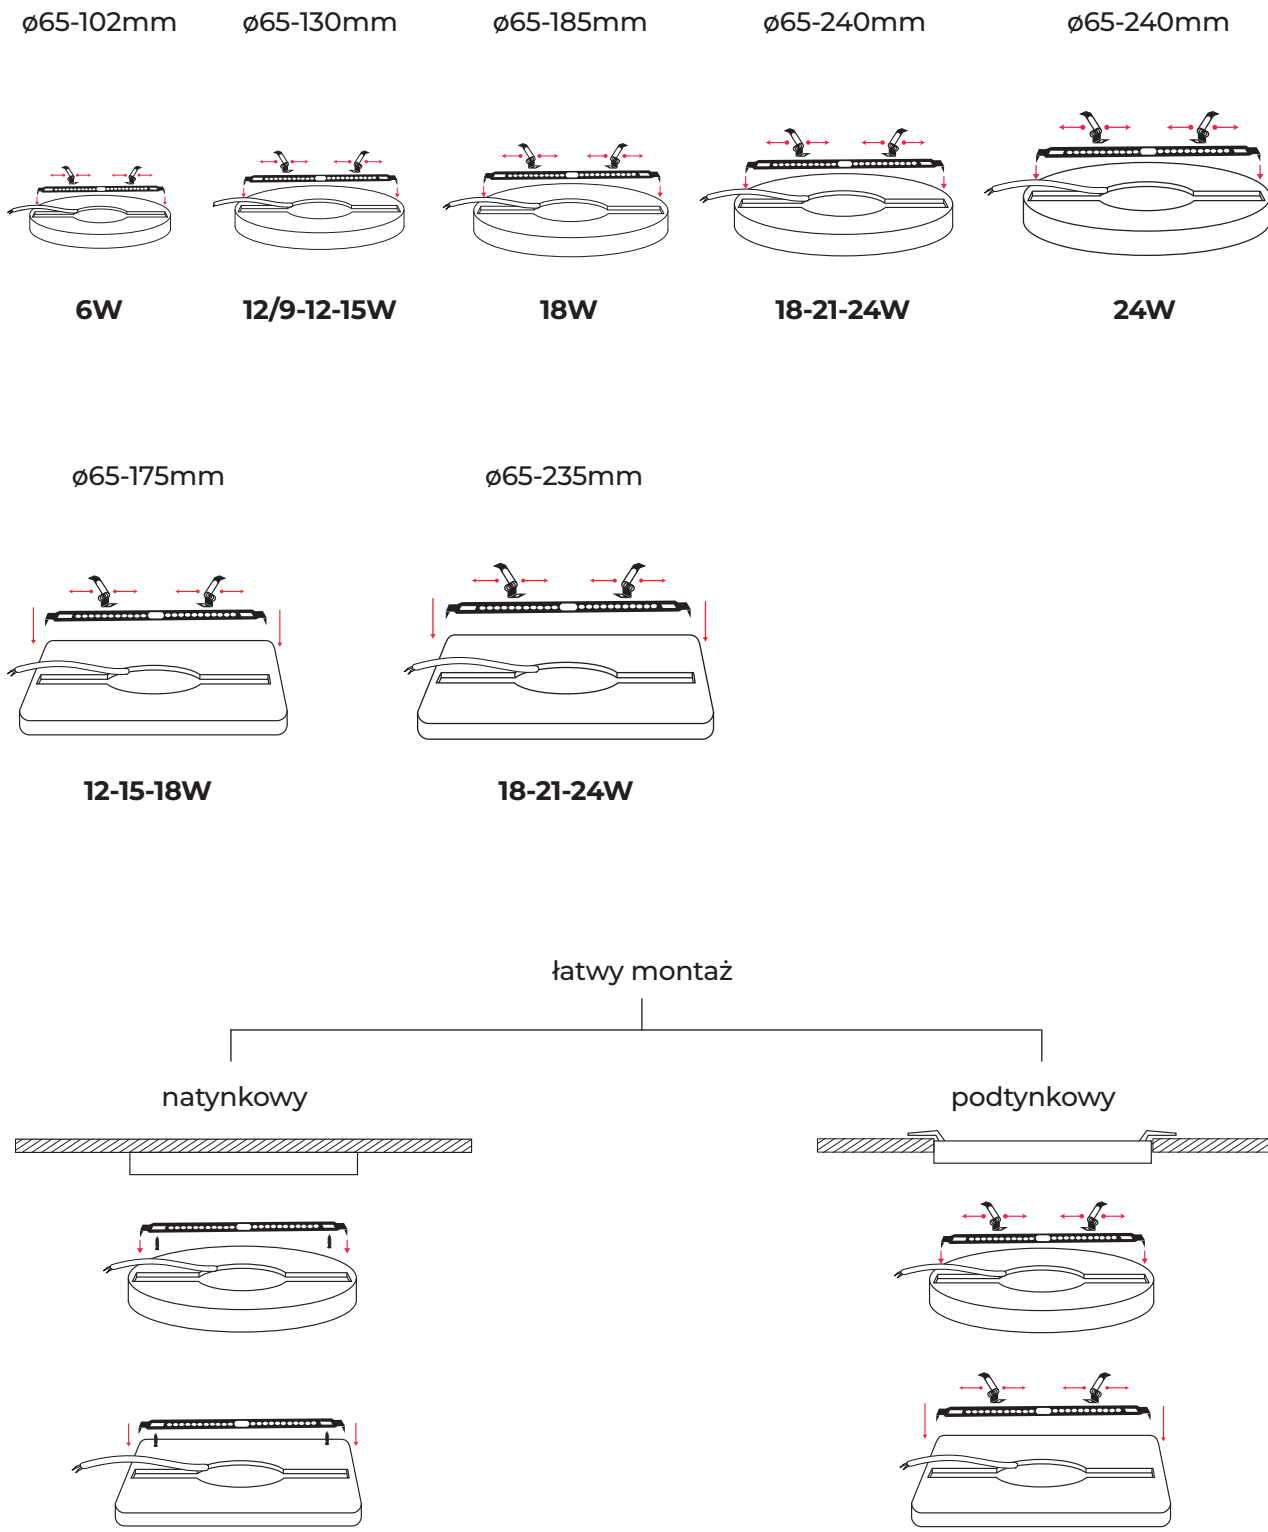 ø65-102mm ø65-130mm ø65-185mm ø65-240mm ø65-240mm
6W 12/9-12-15W 18W 18-21-24W 24W
ø65-175mm ø65-235mm
12-15-18W 18-21-24W
łatwy montaż
natynkowy podtynkowy